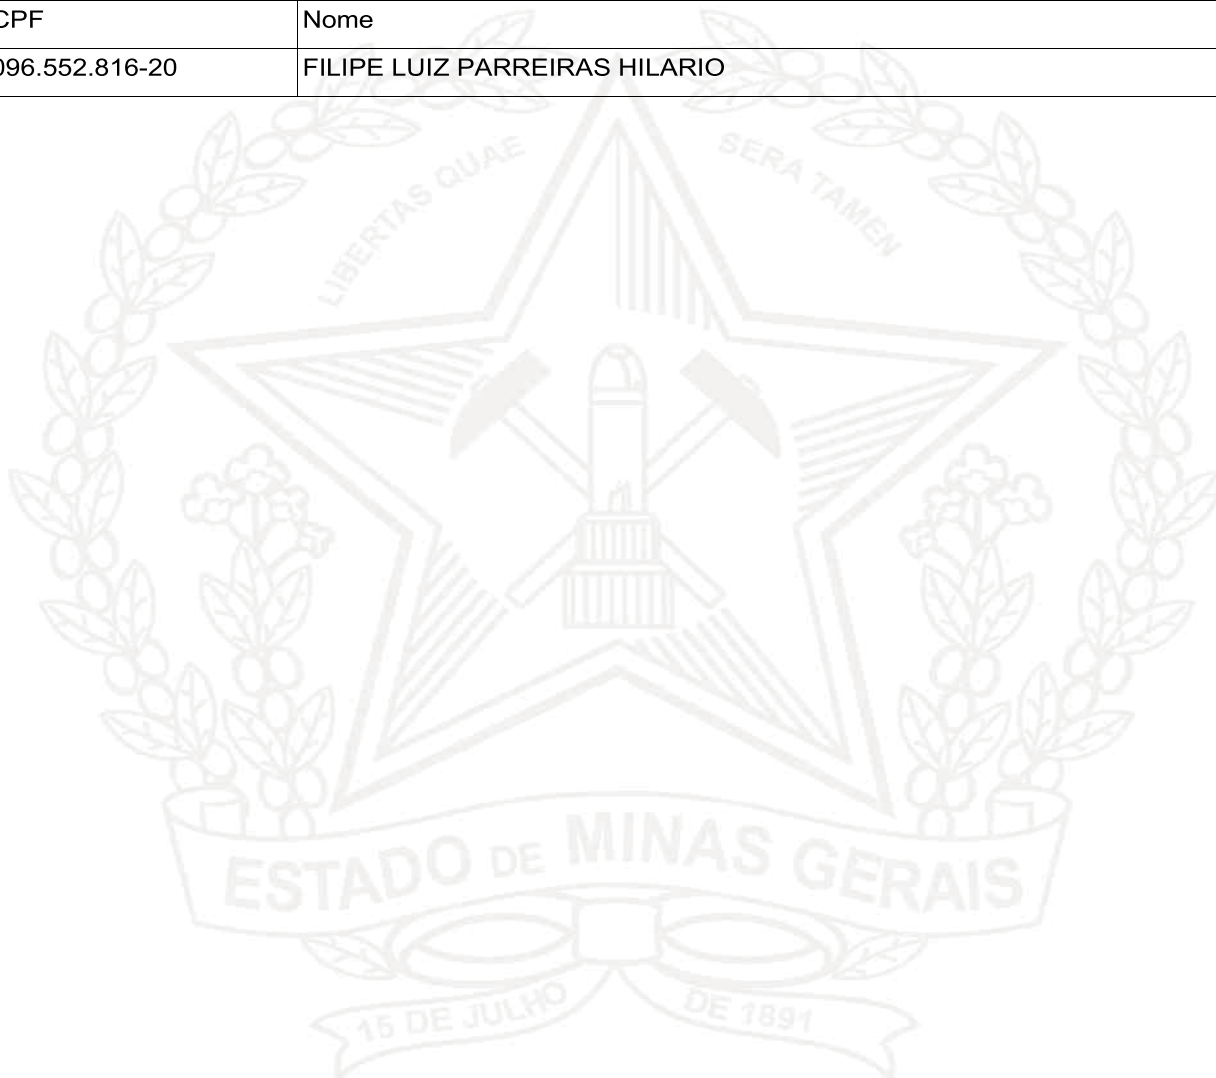 CPF Nome
096.552.816-20 FILIPE LUIZ PARREIRAS HILARIO
LIBERTAS QUAE SERA TAMEN
ESTADO DE MINAS GERAIS
15 DE JULHO DE 1891